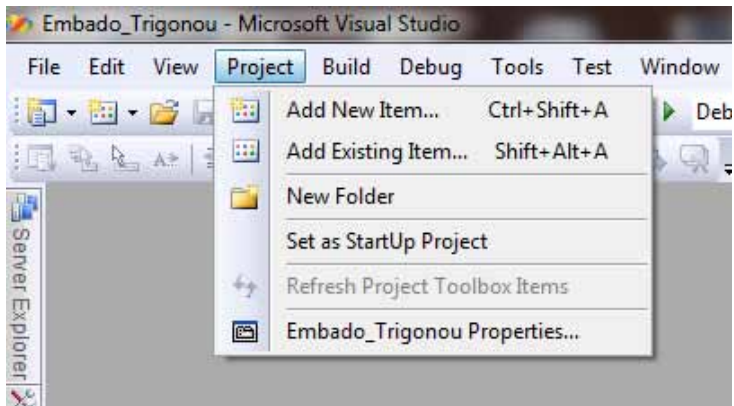 Embado_Trigonou - Microsoft Visual Studio
File Edit View Project Build Debug Tools Test Window
Deb
Add New Item... Ctrl+Shift+A
Add Existing Item... Shift+Alt+A
New Folder
Set as StartUp Project
Refresh Project Toolbox Items
Embado_Trigonou Properties...
Server Explorer